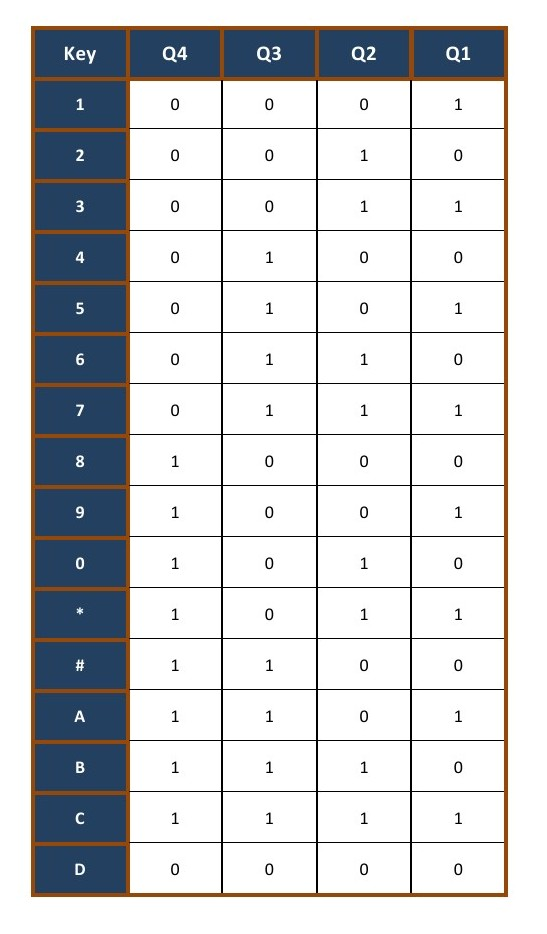 Key Q4 Q3 Q2 Q1
1 0 0 0 1
2 0 0 1 0
3 0 0 1 1
4 0 1 0 0
5 0 1 0 1
6 0 1 1 0
7 0 1 1 1
8 1 0 0 0
9 1 0 0 1
0 1 0 1 0
* 1 0 1 1
# 1 1 0 0
A 1 1 0 1
B 1 1 1 0
C 1 1 1 1
D 0 0 0 0